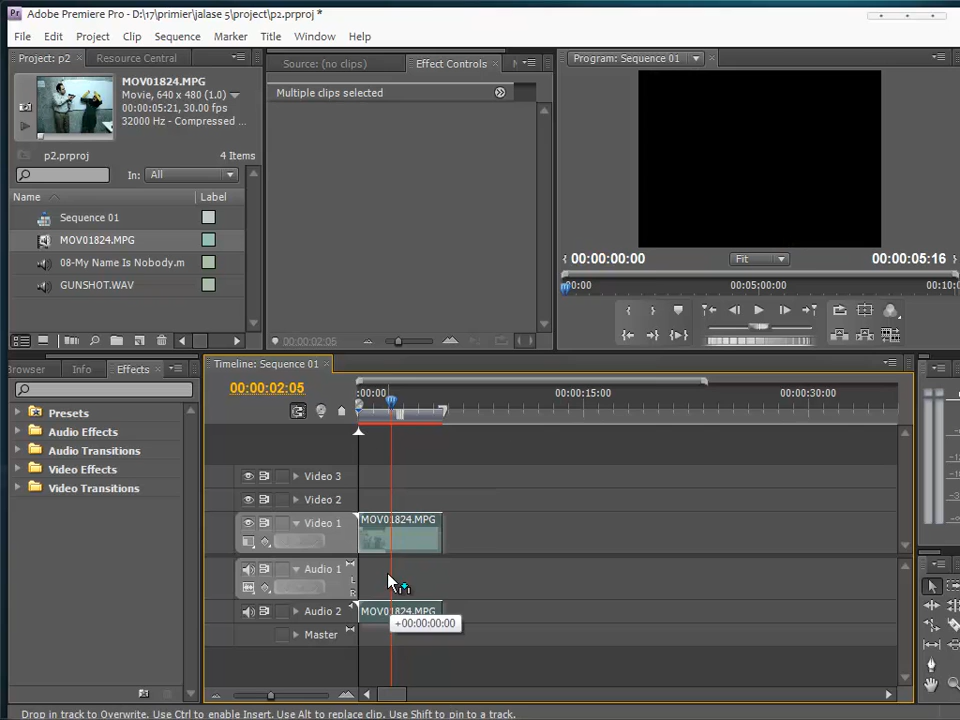 Pr Adobe Premiere Pro - D:\17\primier\jalase 5\project\p2.prproj *
File Edit Project Clip Sequence Marker Title Window Help
Project: p2 Resource Central
Source: (no clips) Effect Controls
Program: Sequence 01
MOV01824.MPG
Movie, 640 x 480 (1.0)
00:00:05:21, 30.00 fps
32000 Hz - Compressed ...
Multiple clips selected
p2.prproj 4 Items
In: All
Name Label
Sequence 01
MOV01824.MPG
08-My Name Is Nobody.m
GUNSHOT.WAV
00:00:02:05
00:00:00:00 Fit 00:00:05:16
00:00 00:05:00:00 00:10:0
Browser Info Effects
Presets
Audio Effects
Audio Transitions
Video Effects
Video Transitions
Timeline: Sequence 01
00:00:02:05
:00:00 00:00:15:00 00:00:30:00
Video 3
Video 2
Video 1 MOV01824.MPG
Audio 1 L
R
Audio 2 MOV01824.MPG
+00:00:00:00
Master
Drop in track to Overwrite. Use Ctrl to enable Insert. Use Alt to replace clip. Use Shift to pin to a track.